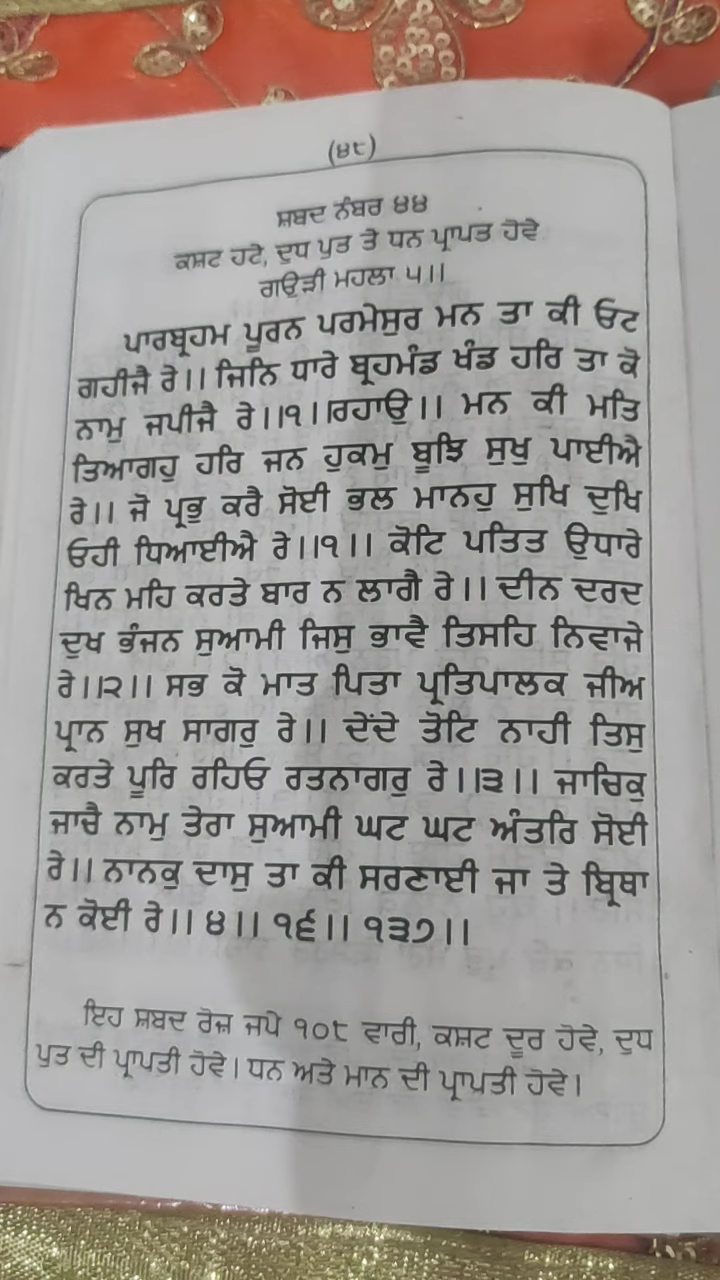 (੪੮)
ਸ਼ਬਦ ਨੰਬਰ ੪੪
ਕਸ਼ਟ ਹਟੇ, ਦੁਧ ਪੁਤ ਤੇ ਧਨ ਪ੍ਰਾਪਤ ਹੋਵੇ
ਗਉੜੀ ਮਹਲਾ ੫॥
ਪਾਰਬ੍ਰਹਮ ਪੂਰਨ ਪਰਮੇਸੁਰ ਮਨ ਤਾ ਕੀ ਓਟ
ਗਹੀਜੈ ਰੇ॥ ਜਿਨਿ ਧਾਰੇ ਬ੍ਰਹਮੰਡ ਖੰਡ ਹਰਿ ਤਾ ਕੋ
ਨਾਮੁ ਜਪੀਜੈ ਰੇ॥੧॥ਰਹਾਉ॥ ਮਨ ਕੀ ਮਤਿ
ਤਿਆਗਹੁ ਹਰਿ ਜਨ ਹੁਕਮੁ ਬੂਝਿ ਸੁਖੁ ਪਾਈਐ
ਰੇ॥ ਜੋ ਪ੍ਰਭੁ ਕਰੈ ਸੋਈ ਭਲ ਮਾਨਹੁ ਸੁਖਿ ਦੁਖਿ
ਓਹੀ ਧਿਆਈਐ ਰੇ॥੧॥ ਕੋਟਿ ਪਤਿਤ ਉਧਾਰੇ
ਖਿਨ ਮਹਿ ਕਰਤੇ ਬਾਰ ਨ ਲਾਗੈ ਰੇ॥ ਦੀਨ ਦਰਦ
ਦੁਖ ਭੰਜਨ ਸੁਆਮੀ ਜਿਸੁ ਭਾਵੈ ਤਿਸਹਿ ਨਿਵਾਜੇ
ਰੇ॥੨॥ ਸਭ ਕੋ ਮਾਤ ਪਿਤਾ ਪ੍ਰਤਿਪਾਲਕ ਜੀਅ
ਪ੍ਰਾਨ ਸੁਖ ਸਾਗਰੁ ਰੇ॥ ਦੇਂਦੇ ਤੋਟਿ ਨਾਹੀ ਤਿਸੁ
ਕਰਤੇ ਪੂਰਿ ਰਹਿਓ ਰਤਨਾਗਰੁ ਰੇ॥੩॥ ਜਾਚਿਕੁ
ਜਾਚੈ ਨਾਮੁ ਤੇਰਾ ਸੁਆਮੀ ਘਟ ਘਟ ਅੰਤਰਿ ਸੋਈ
ਰੇ॥ ਨਾਨਕੁ ਦਾਸੁ ਤਾ ਕੀ ਸਰਣਾਈ ਜਾ ਤੇ ਬ੍ਰਿਥਾ
ਨ ਕੋਈ ਰੇ॥ ੪॥ ੧੬॥ ੧੩੭॥
ਇਹ ਸ਼ਬਦ ਰੋਜ਼ ਜਪੇ ੧੦੮ ਵਾਰੀ, ਕਸ਼ਟ ਦੂਰ ਹੋਵੇ, ਦੁਧ
ਪੁਤ ਦੀ ਪ੍ਰਾਪਤੀ ਹੋਵੇ। ਧਨ ਅਤੇ ਮਾਨ ਦੀ ਪ੍ਰਾਪਤੀ ਹੋਵੇ।